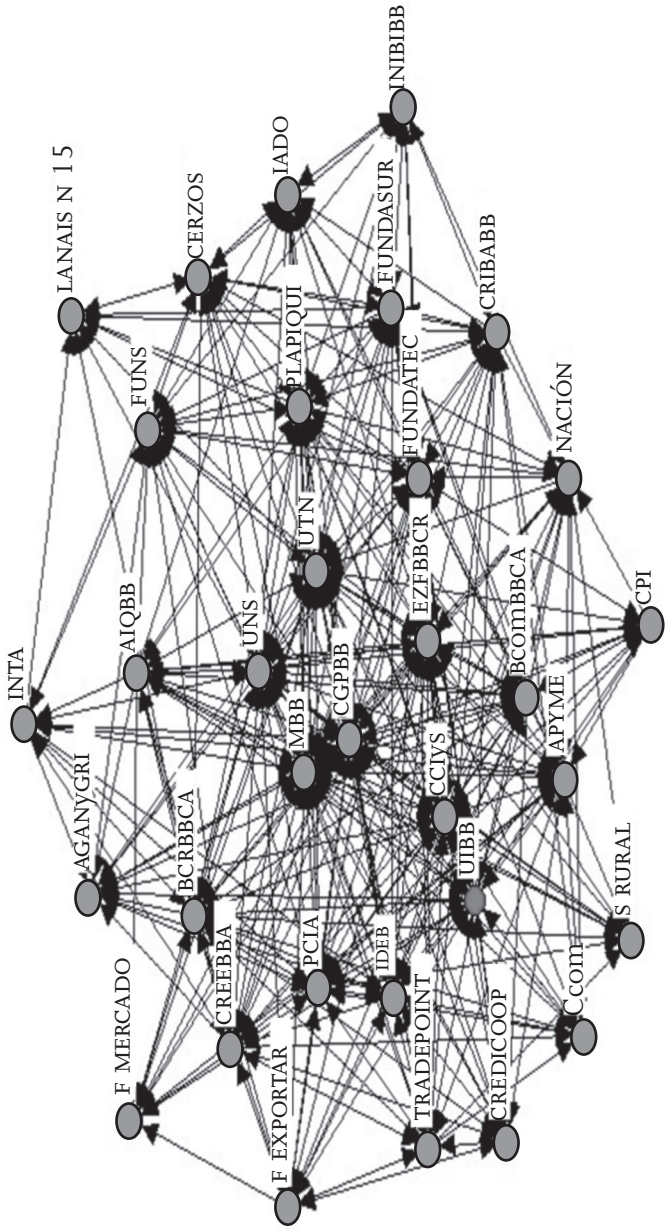 LANAIS N 15
INTA
CERZOS
FUNS
AIQBB
AGANyGRI
IADO
INIBIBB
PLAPIQUI
UTN
UNS
BCRBBCA
F MERCADO
FUNDASUR
FUNDATEC
MBB
CGPBB
CREEBBA
PCIA
F EXPORTAR
CRIBABB
EZFBBCR
CCIyS
IDEB
NACIÓN
BcomBBCA
UIBB
TRADEPOINT
APYME
CREDICOOP
CPI
S RURAL
Ccom